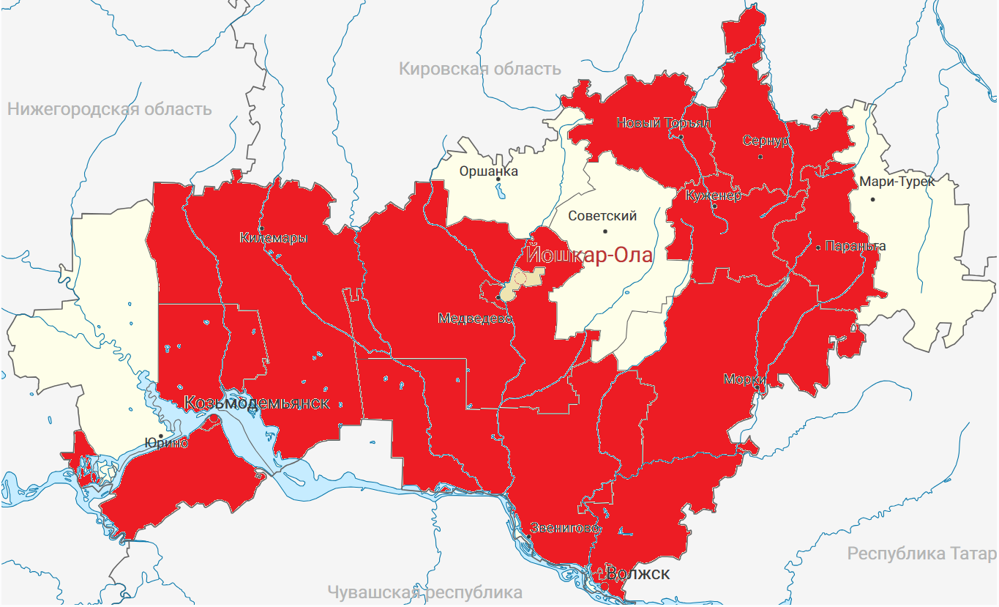 Кировская область
Нижегородская область
Новый Торъял
Сернур
Оршанка
Мари-Турек
Куженер
Советский
Килемары
Параньга
Йошкар-Ола
Медведево
Морки
Козьмодемьянск
Юрино
Звенигово
Республика Татар
Волжск
Чувашская республика